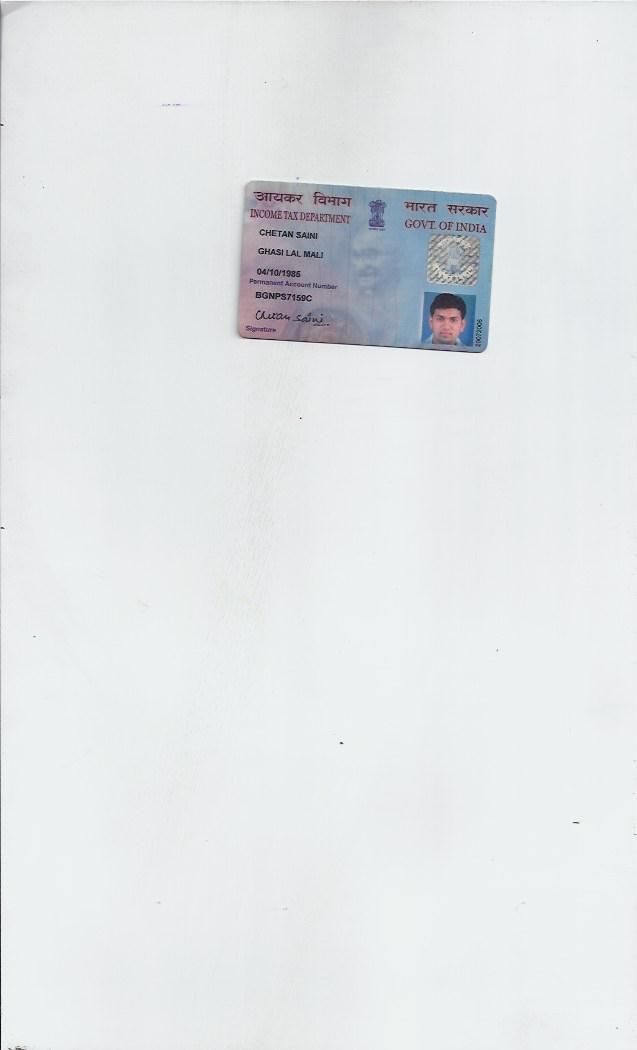 आयकर विभाग
INCOME TAX DEPARTMENT
भारत सरकार
GOVT. OF INDIA
CHETAN SAINI
GHASI LAL MALI
04/10/1985
Permanent Account Number
BGNPS7159C
Chetan Saini
Signature